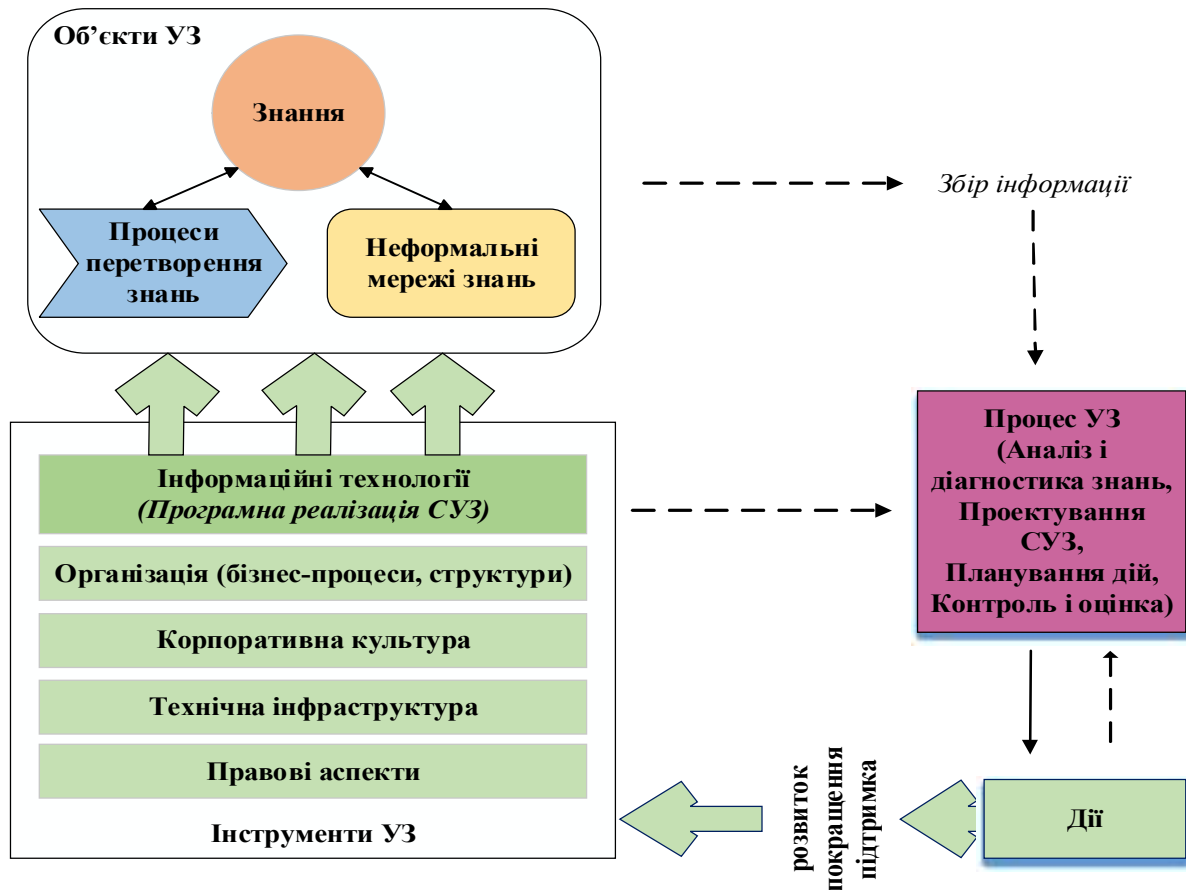 Об’єкти УЗ
Знання
Процеси
перетворення
знань
Неформальні
мережі знань
Збір інформації
Інформаційні технології
(Програмна реалізація СУЗ)
Організація (бізнес-процеси, структури)
Корпоративна культура
Технічна інфраструктура
Правові аспекти
Інструменти УЗ
Процес УЗ
(Аналіз і
діагностика знань,
Проектування
СУЗ,
Планування дій,
Контроль і оцінка)
розвиток
покращення
підтримка
Дії